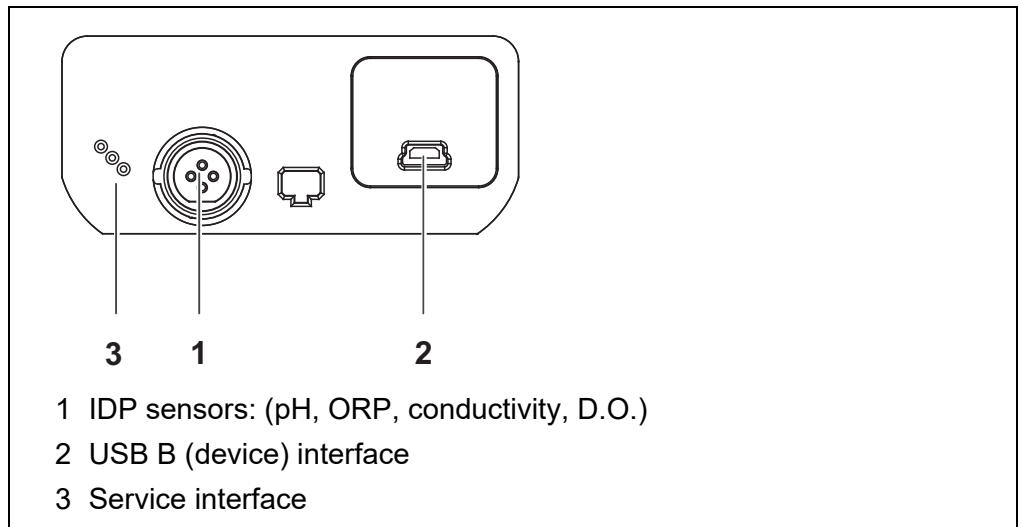 3 1 2
1 IDP sensors: (pH, ORP, conductivity, D.O.)
2 USB B (device) interface
3 Service interface